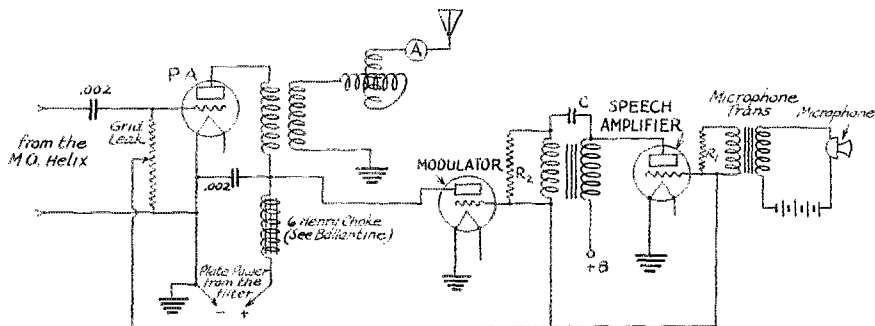 .002
from the
M.O. Helix
Grid
Leak
PA
.002
6 Henry Choke
(See Ballantine)
Plate Power
from the
filter
- +
A
MODULATOR
R2
C
+B
SPEECH
AMPLIFIER
R1
Microphone
Trans
Microphone